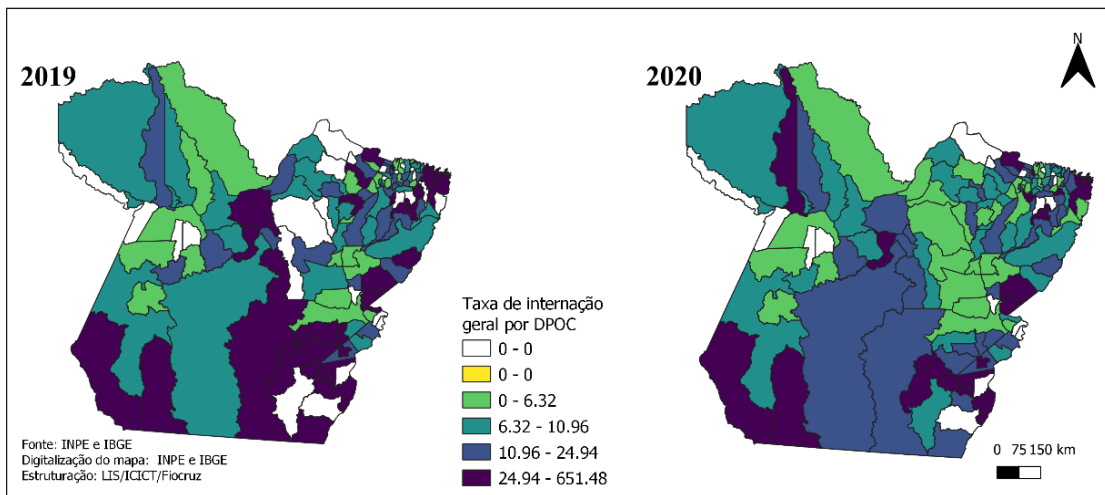 2019
2020
N
Taxa de internação
geral por DPOC
0 - 0
0 - 0
0 - 6.32
6.32 - 10.96
10.96 - 24.94
24.94 - 651.48
Fonte: INPE e IBGE
Digitalização do mapa: INPE e IBGE
Estruturação: LIS/ICICT/Fiocruz
0 75 150 km